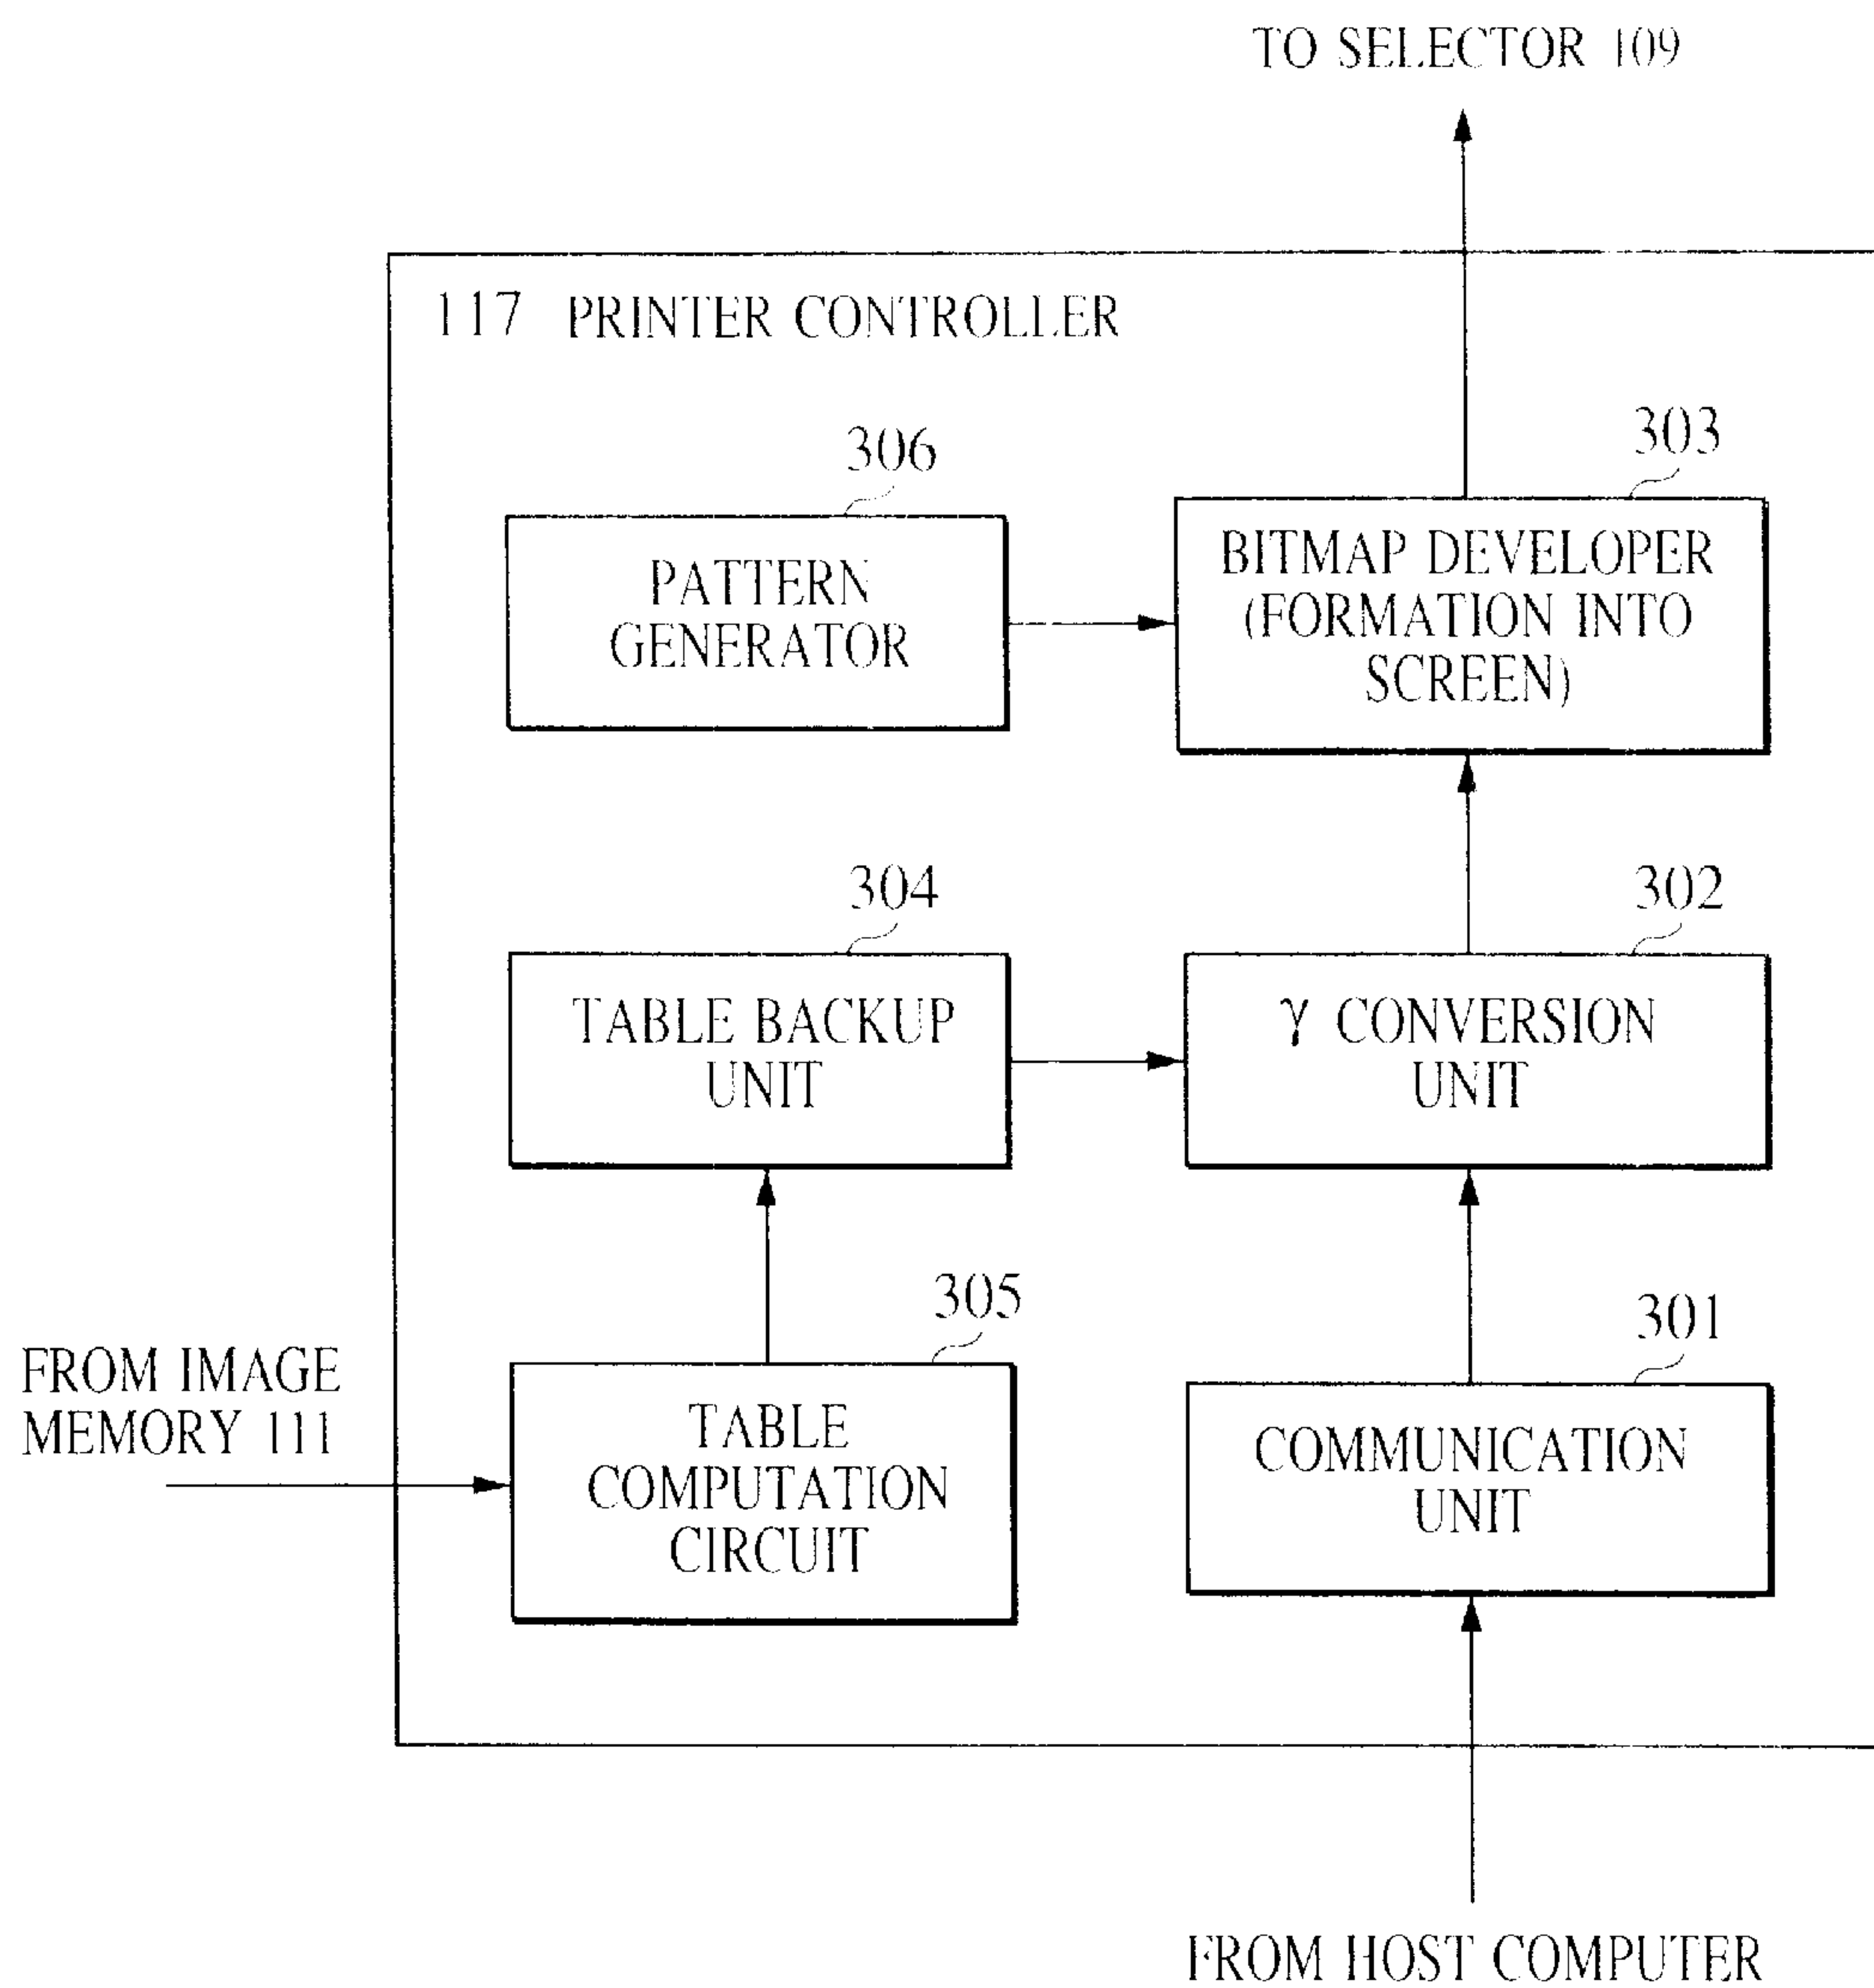 TO SELECTOR 109
117 PRINTER CONTROLLER
306
303
PATTERN
GENERATOR
BITMAP DEVELOPER
(FORMATION INTO
SCREEN)
304
302
TABLE BACKUP
UNIT
γ CONVERSION
UNIT
305
301
FROM IMAGE
MEMORY 111
TABLE
COMPUTATION
CIRCUIT
COMMUNICATION
UNIT
FROM HOST COMPUTER